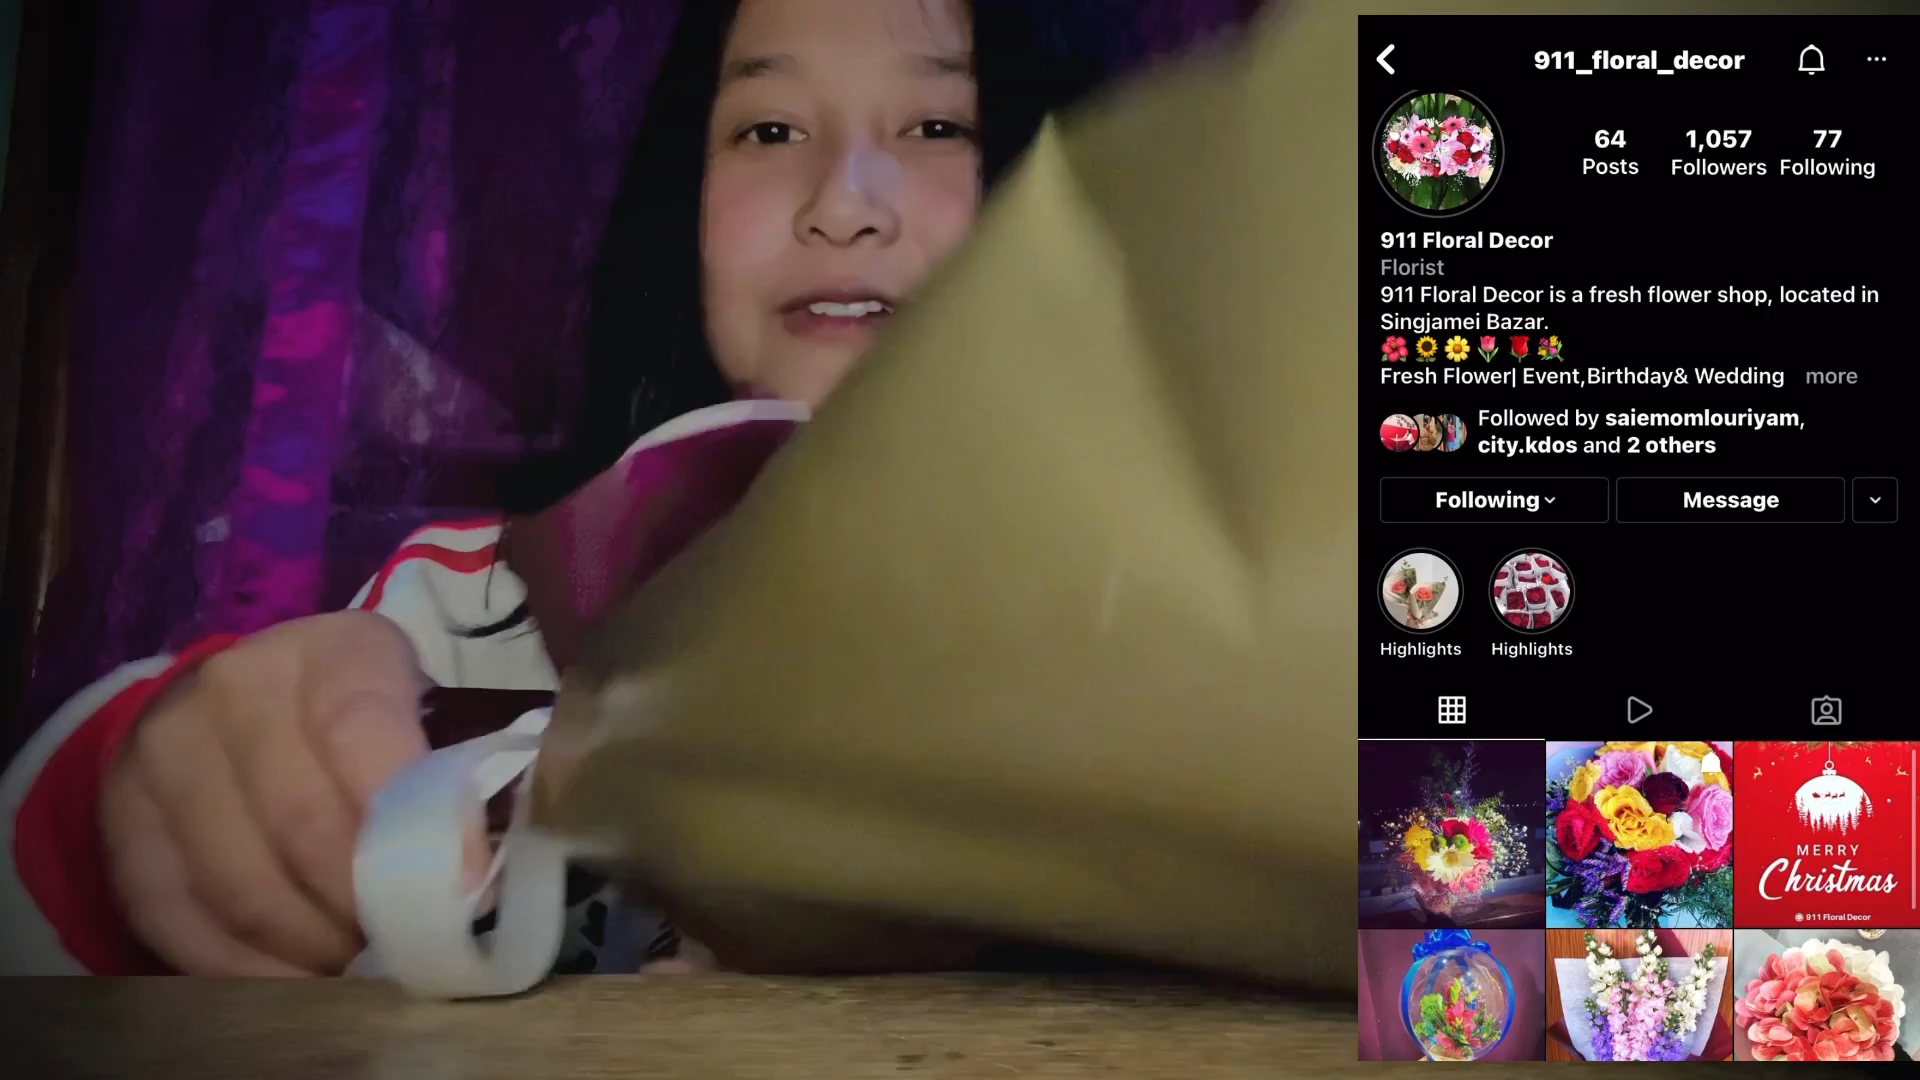 911_floral_decor
64
Posts
1,057
Followers
77
Following
911 Floral Decor
Florist
911 Floral Decor is a fresh flower shop, located in
Singjamei Bazar.
Fresh Flower| Event,Birthday& Wedding more
Followed by saiemomlouriyam,
city.kdos and 2 others
Following
Message
Highlights
Highlights
MERRY
Christmas
911 Floral Decor